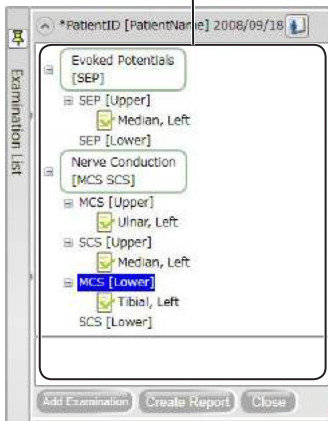 *PatientID [PatientName] 2008/09/18
Examination List
Evoked Potentials
[SEP]
SEP [Upper]
Median, Left
SEP [Lower]
Nerve Conduction
[MCS SCS]
MCS [Upper]
Ulnar, Left
SCS [Upper]
Median, Left
MCS [Lower]
Tibial, Left
SCS [Lower]
Add Examination Create Report Close